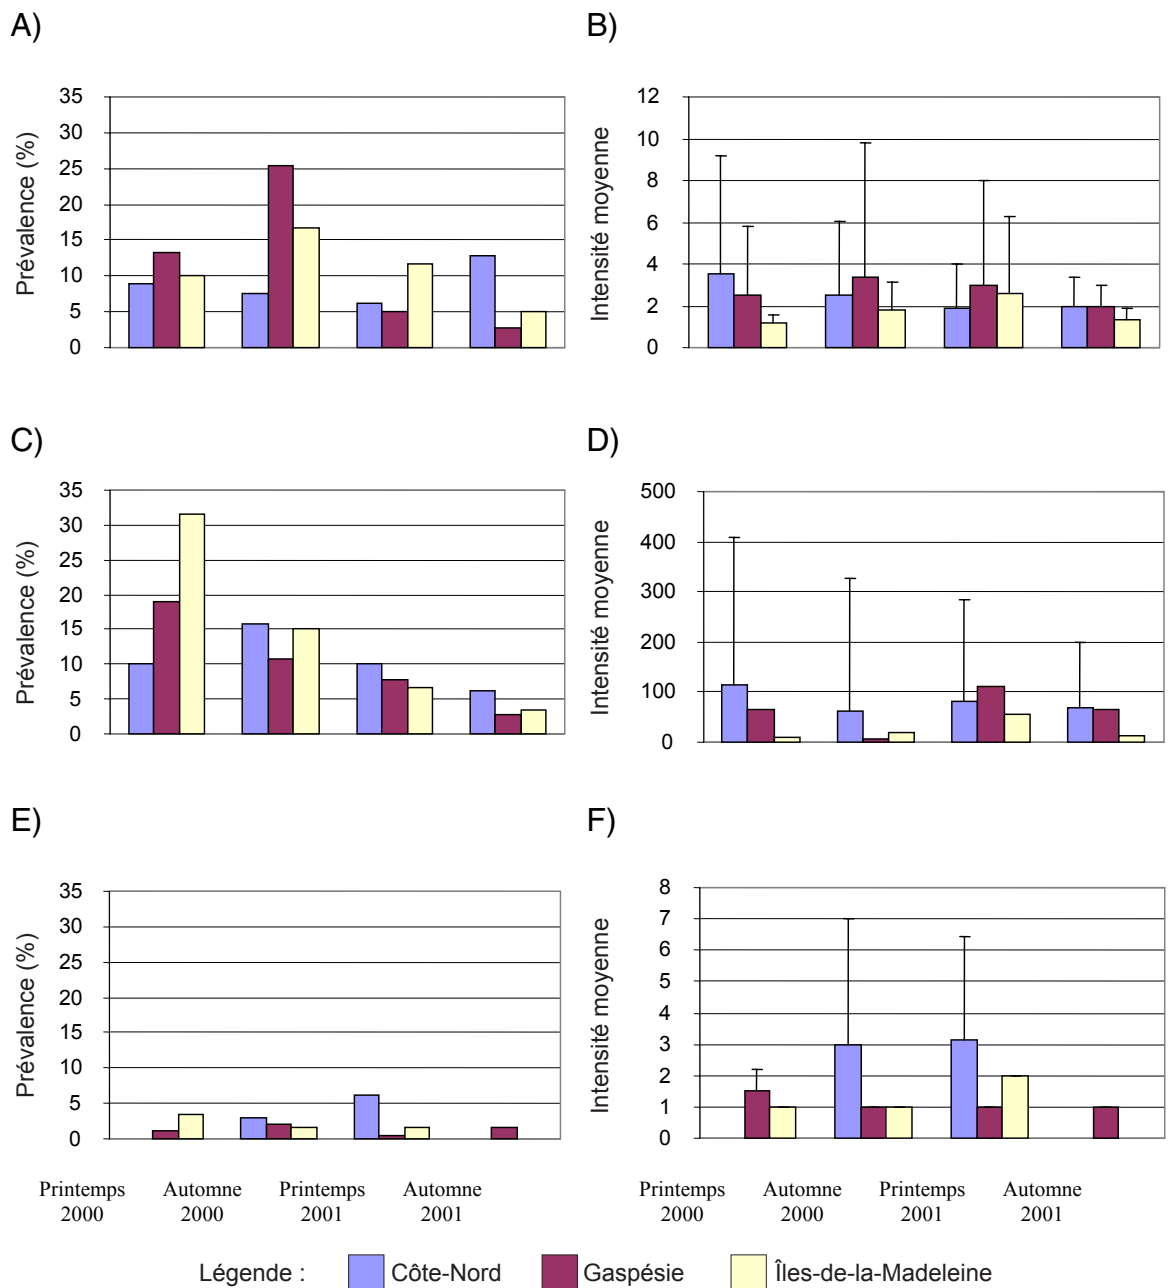 A)
B)
Prévalence (%)
35
30
25
20
15
10
5
0
Intensité moyenne
12
10
8
6
4
2
0
C)
D)
Prévalence (%)
35
30
25
20
15
10
5
0
Intensité moyenne
500
400
300
200
100
0
E)
F)
Prévalence (%)
35
30
25
20
15
10
5
0
Intensité moyenne
8
7
6
5
4
3
2
1
0
Printemps Automne Printemps Automne
2000 2000 2001 2001
Printemps Automne Printemps Automne
2000 2000 2001 2001
Légende : Côte-Nord Gaspésie Îles-de-la-Madeleine